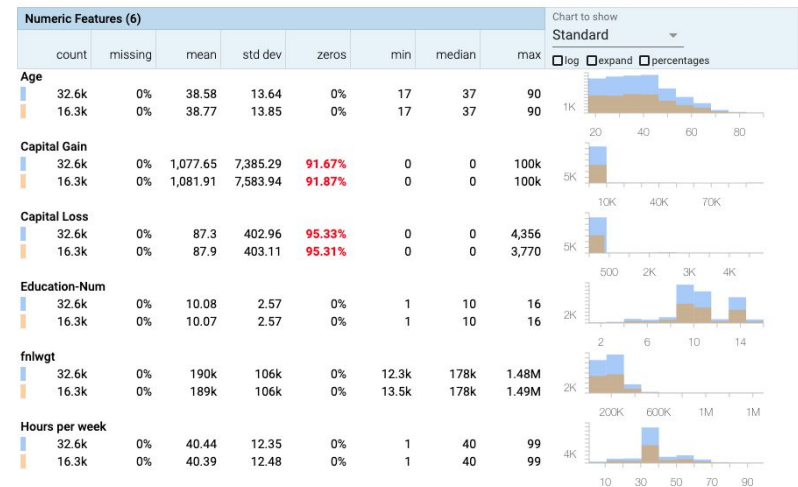 Numeric Features (6)
Chart to show
Standard
count missing mean std dev zeros min median max
log expand percentages
Age
32.6k 0% 38.58 13.64 0% 17 37 90
16.3k 0% 38.77 13.85 0% 17 37 90
1K
20 40 60 80
Capital Gain
32.6k 0% 1,077.65 7,385.29 91.67% 0 0 100k
16.3k 0% 1,081.91 7,583.94 91.87% 0 0 100k
5K
10K 40K 70K
Capital Loss
32.6k 0% 87.3 402.96 95.33% 0 0 4,356
16.3k 0% 87.9 403.11 95.31% 0 0 3,770
5K
500 2K 3K 4K
Education-Num
32.6k 0% 10.08 2.57 0% 1 10 16
16.3k 0% 10.07 2.57 0% 1 10 16
2K
2 6 10 14
fnlwgt
32.6k 0% 190k 106k 0% 12.3k 178k 1.48M
16.3k 0% 189k 106k 0% 13.5k 178k 1.49M
2K
200K 600K 1M 1M
Hours per week
32.6k 0% 40.44 12.35 0% 1 40 99
16.3k 0% 40.39 12.48 0% 1 40 99
4K
10 30 50 70 90